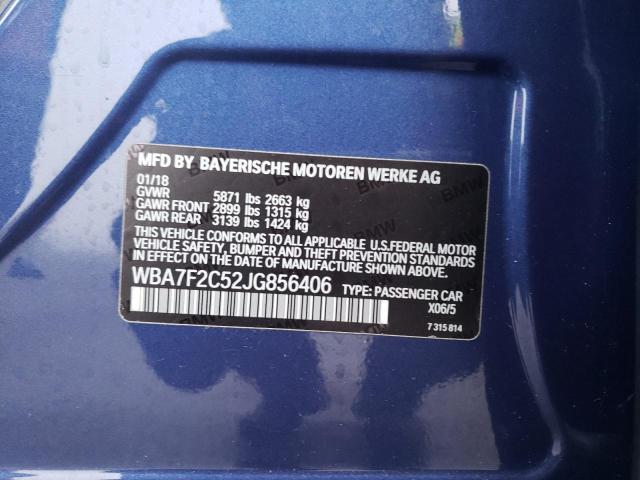 MFD BY BAYERISCHE MOTOREN WERKE AG
01/18
GVWR 5871 lbs 2663 kg
GAWR FRONT 2899 lbs 1315 kg
GAWR REAR 3139 lbs 1424 kg
THIS VEHICLE CONFORMS TO ALL APPLICABLE U.S.FEDERAL MOTOR
VEHICLE SAFETY, BUMPER, AND THEFT PREVENTION STANDARDS
IN EFFECT ON THE DATE OF MANUFACTURE SHOWN ABOVE.
WBA7F2C52JG856406 TYPE: PASSENGER CAR
X06/5
7 315 814